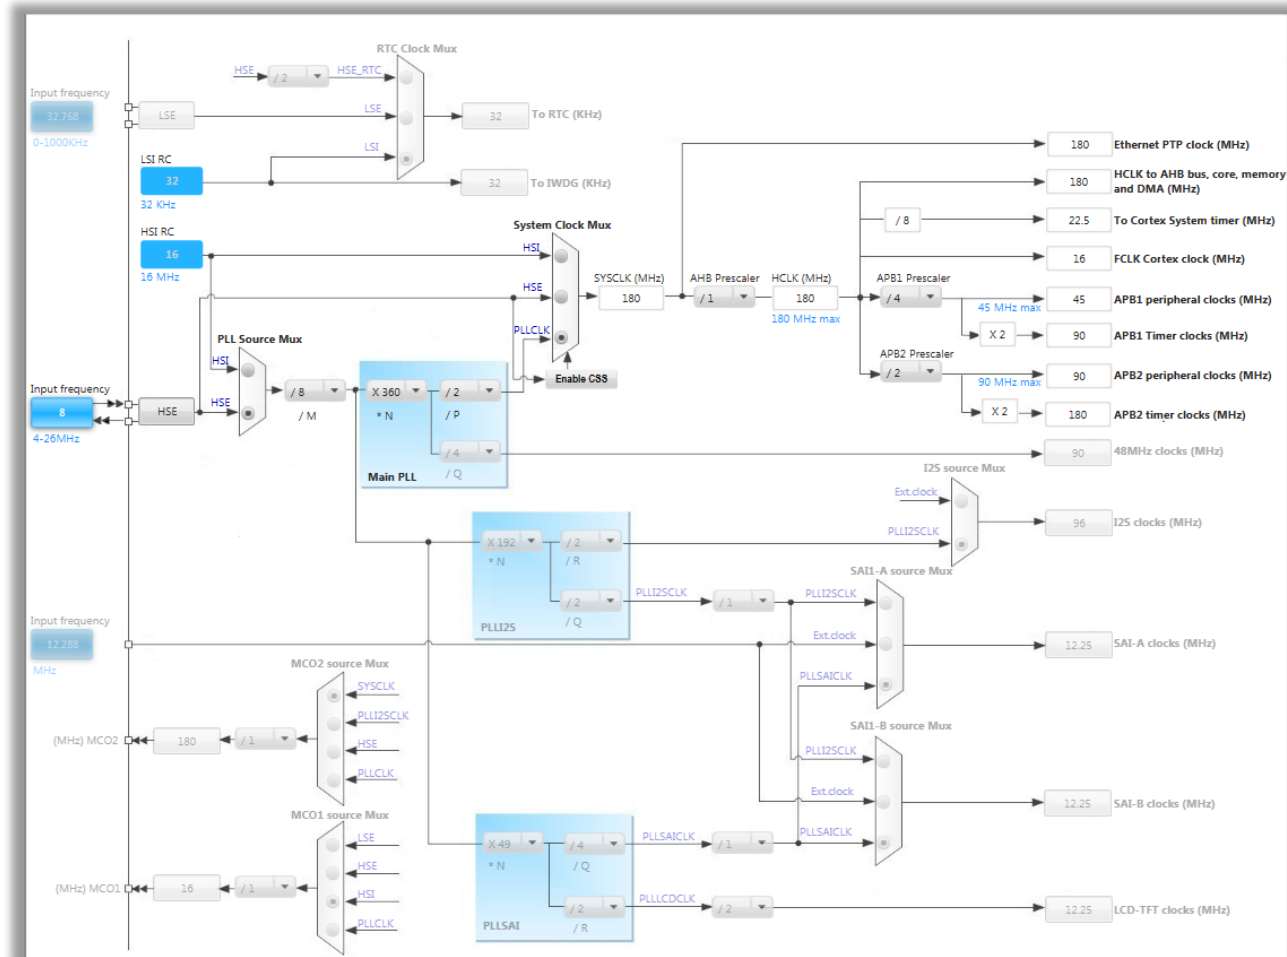 RTC Clock Mux
HSE
/ 2
HSE_RTC
Input frequency
32.768
0-1000KHz
LSE
LSE
32
To RTC (KHz)
LSI
LSI RC
32
32 KHz
32
To IWDG (KHz)
180
Ethernet PTP clock (MHz)
180
HCLK to AHB bus, core, memory
and DMA (MHz)
/ 8
22.5
To Cortex System timer (MHz)
HSI RC
16
16 MHz
System Clock Mux
HSI
16
FCLK Cortex clock (MHz)
HSE
SYSCLK (MHz)
180
AHB Prescaler
/ 1
HCLK (MHz)
180
180 MHz max
APB1 Prescaler
/ 4
45 MHz max
45
APB1 peripheral clocks (MHz)
PLLCLK
X 2
90
APB1 Timer clocks (MHz)
PLL Source Mux
HSI
Enable CSS
APB2 Prescaler
/ 2
90 MHz max
90
APB2 peripheral clocks (MHz)
X 2
180
APB2 timer clocks (MHz)
Input frequency
8
4-26MHz
HSE
HSE
/ 8
/ M
X 360
* N
/ 2
/ P
/ 4
/ Q
Main PLL
90
48MHz clocks (MHz)
I2S source Mux
Ext.clock
PLLI2SCLK
96
I2S clocks (MHz)
X 192
* N
/ 2
/ R
/ 2
/ Q
PLLI2S
PLLI2SCLK
/ 1
SAI1-A source Mux
PLLI2SCLK
Ext.clock
PLLSAICLK
12.25
SAI-A clocks (MHz)
Input frequency
12.288
MHz
MCO2 source Mux
SYSCLK
PLLI2SCLK
HSE
PLLCLK
(MHz) MCO2
180
/ 1
SAI1-B source Mux
PLLI2SCLK
Ext.clock
PLLSAICLK
12.25
SAI-B clocks (MHz)
MCO1 source Mux
LSE
HSE
HSI
PLLCLK
(MHz) MCO1
16
/ 1
X 49
* N
/ 4
/ Q
/ 2
/ R
PLLSAI
PLLSAICLK
/ 1
PLLLCDCLK
/ 2
12.25
LCD-TFT clocks (MHz)